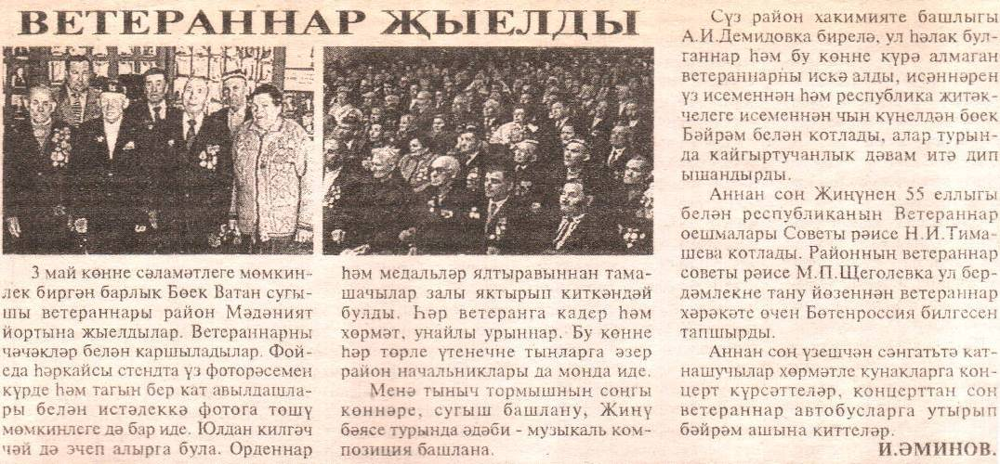 ВЕТЕРАННАР ҖЫЕЛДЫ
3 май көнне сәламәтлеге мөмкин-
лек биргән барлык Бөек Ватан сугы-
шы ветераннары район Мәдәният
йортына җыелдылар. Ветераннарны
чәчәкләр белән каршыладылар. Фой-
еда һәркайсы стендта үз фоторәсемен
күрде һәм тагын бер кат авылдашла-
ры белән истәлеккә фотога төшү
мөмкинлеге дә бар иде. Юлдан килгәч
чәй дә эчеп алырга була. Орденнар
һәм медальләр ялтыравыннан тама-
шачылар залы яктырып киткәндәй
булды. Һәр ветеранга кадер һәм
хөрмәт, унайлы урыннар. Бу көнне
һәр төрле үтенечне тынларга әзер
район начальниклары да монда иде.
Менә тыныч тормышның соңгы
көннәре, сугыш башлану, Җиңү
бәясе турында әдәби - музыкаль ком-
позиция башлана.
Сүз район хакимияте башлыгы
А.И.Демидовка бирелә, ул һәлак бул-
ганнар һәм бу көнне күрә алмаган
ветераннарны искә алды, исәннәрен
үз исеменнән һәм республика җитәк-
челеге исеменнән чын күнелдән бөек
Бәйрәм белән котлады, алар турын-
да кайгыртучанлык дәвам итә дип
ышандырды.
Аннан соң Җиңүнен 55 еллыгы
белән республиканын Ветераннар
оешмалары Советы рәисе Н.И.Тима-
шева котлады. Районның ветераннар
советы рәисе М.П.Щеголевка ул бер-
дәмлекне тану йөзеннән ветераннар
хәрәкәте өчен Бөтенроссия билгесен
тапшырды.
Аннан соң үзешчән сәнгатьтә кат-
нашучылар хөрмәтле кунакларга кон-
церт күрсәттеләр, концерттан соң
ветераннар автобусларга утырып
бәйрәм ашына киттеләр.
И.ӘМИНОВ.